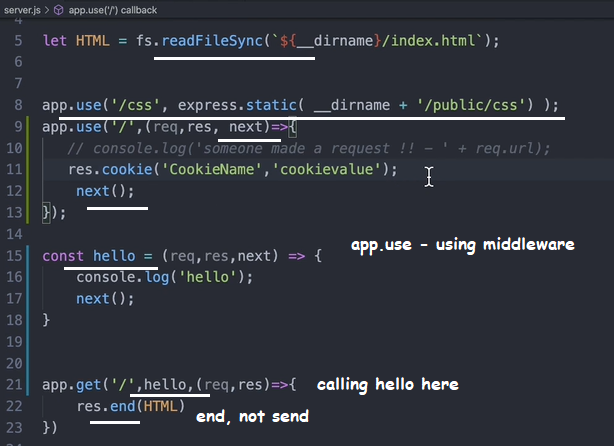 server.js > app.use('/') callback
4
5 let HTML = fs.readFileSync(`${__dirname}/index.html`);
6
7
8 app.use('/css', express.static( __dirname + '/public/css') );
9 app.use('/',(req,res, next)=>{
10 // console.log('someone made a request !! - ' + req.url);
11 res.cookie('CookieName','cookievalue');
12 next();
13 });
14
app.use - using middleware
15 const hello = (req,res,next) => {
16 console.log('hello');
17 next();
18 }
19
20
21 app.get('/',hello,(req,res)=>{ calling hello here
22 res.end(HTML) end, not send
23 })